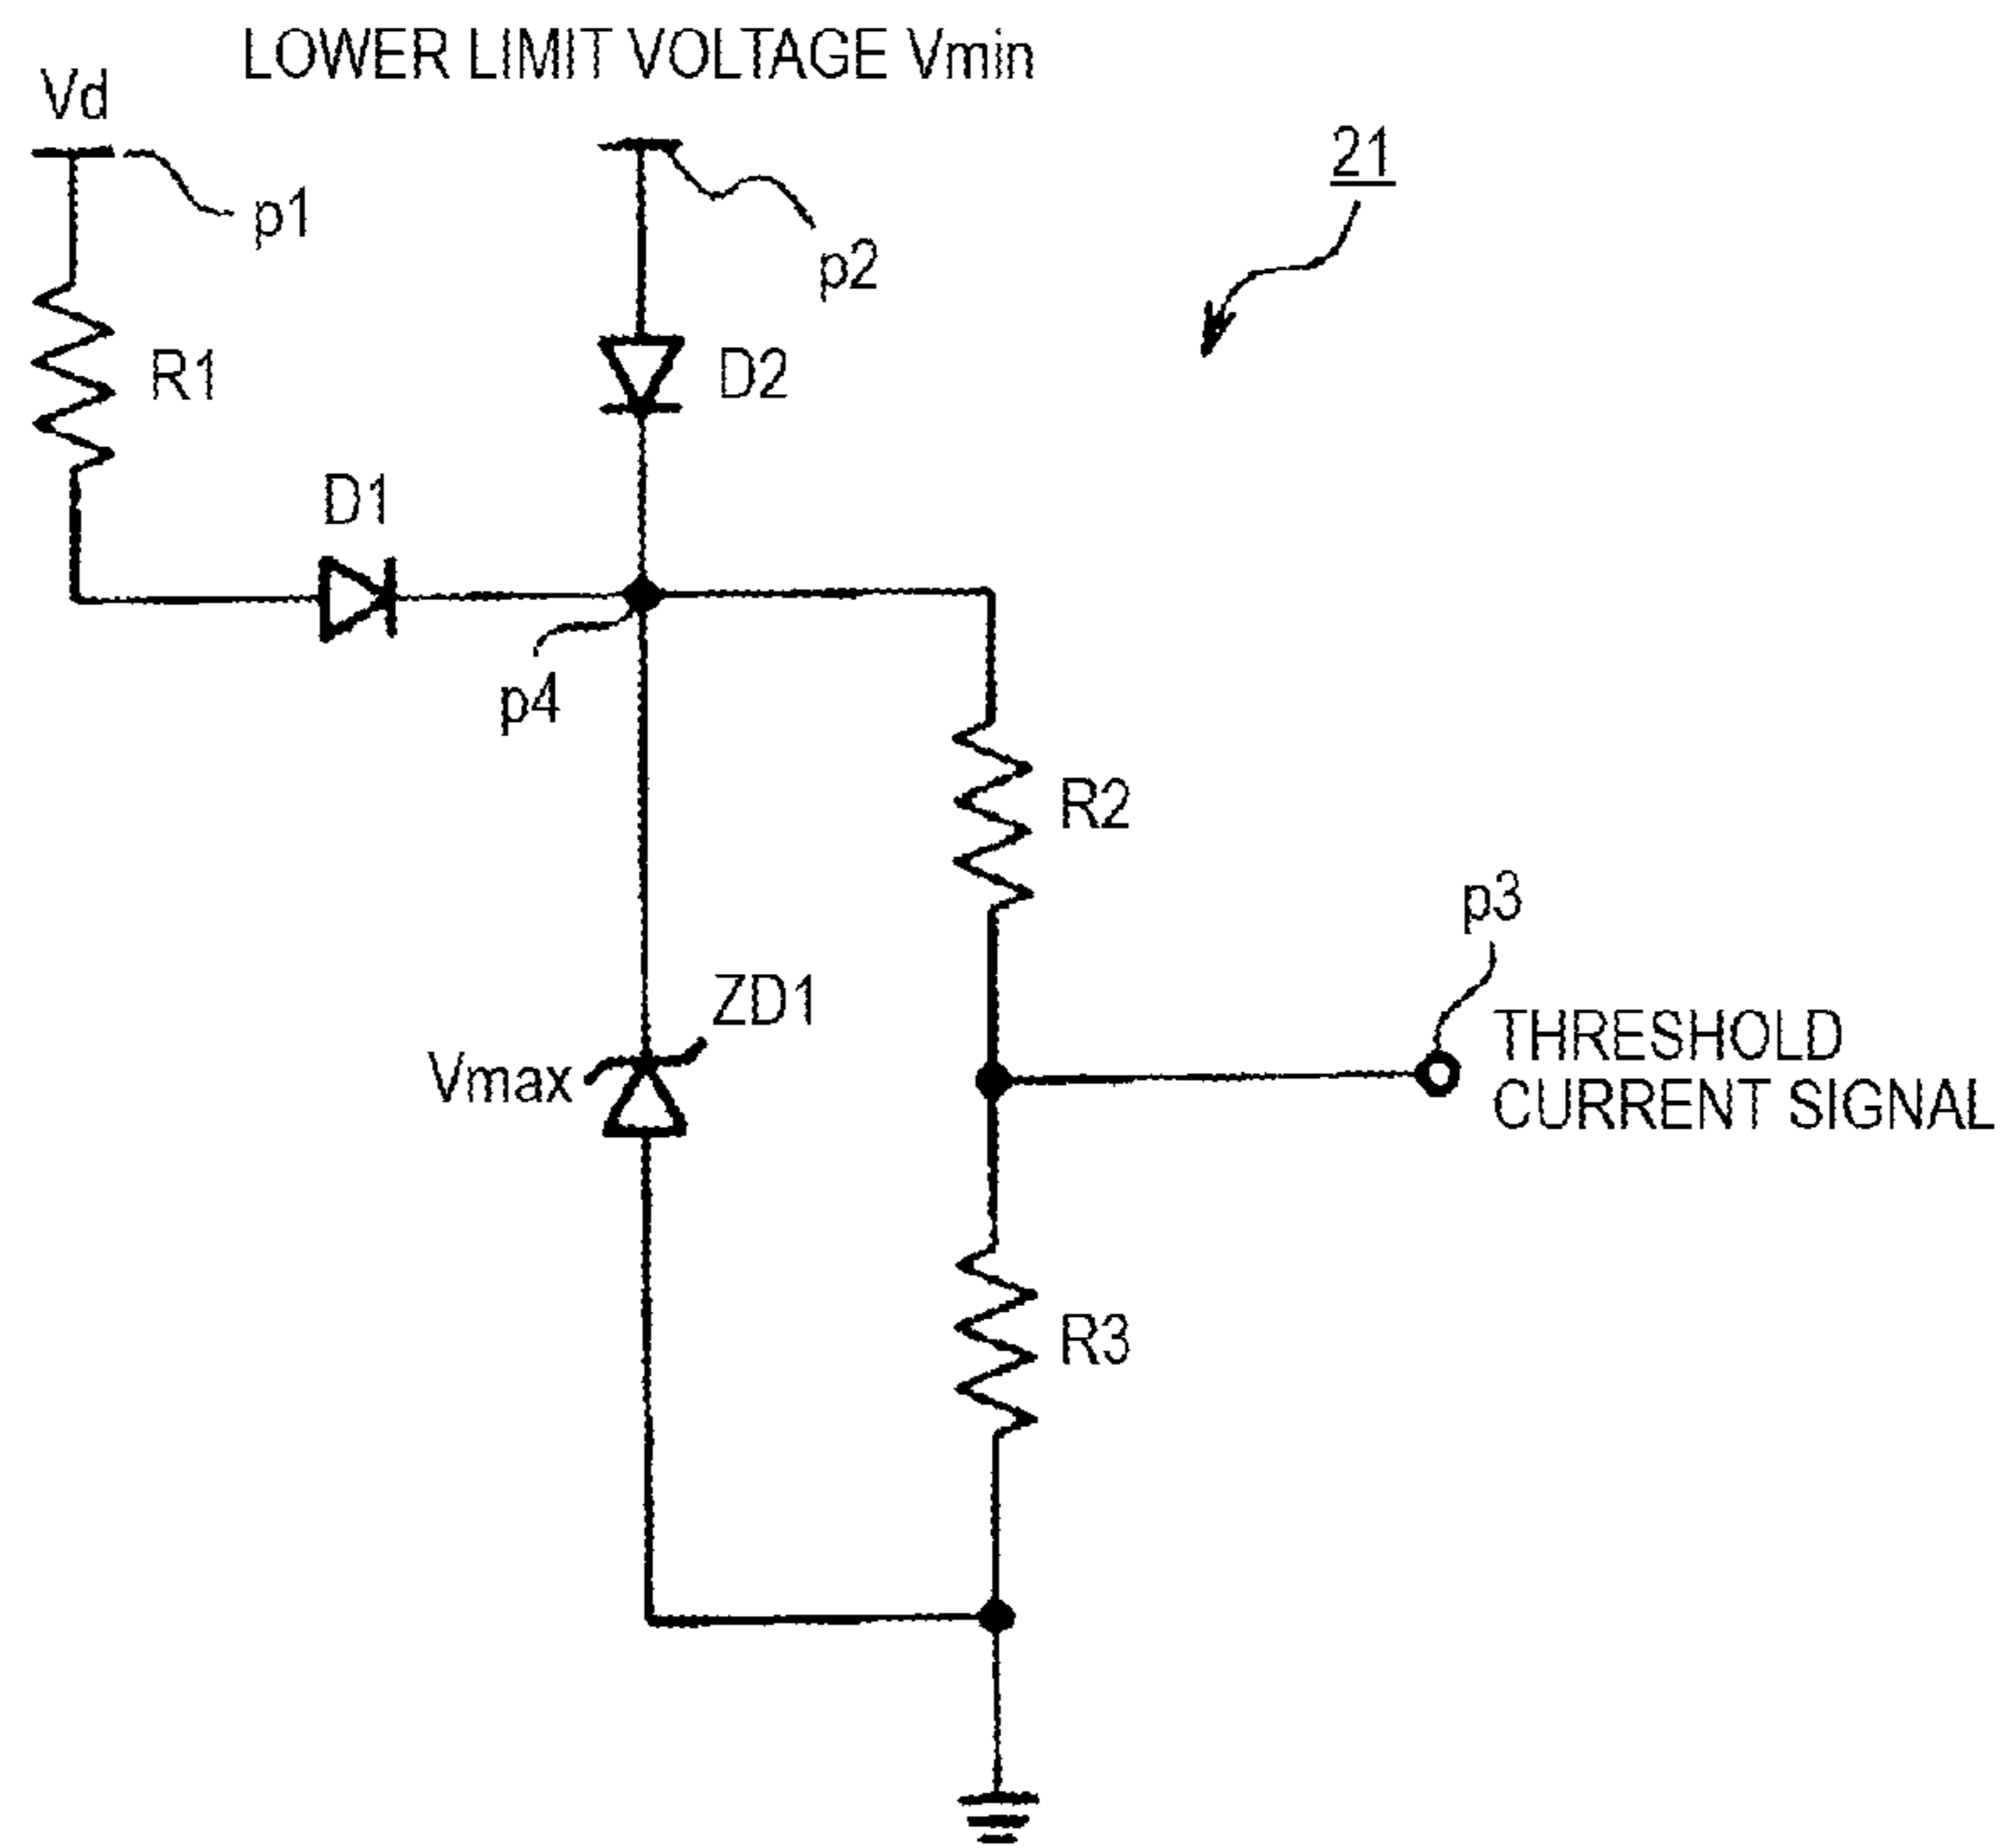 LOWER LIMIT VOLTAGE Vmin
Vd
21
p1
p2
R1
D2
D1
p4
R2
p3
ZD1
Vmax
THRESHOLD
CURRENT SIGNAL
R3